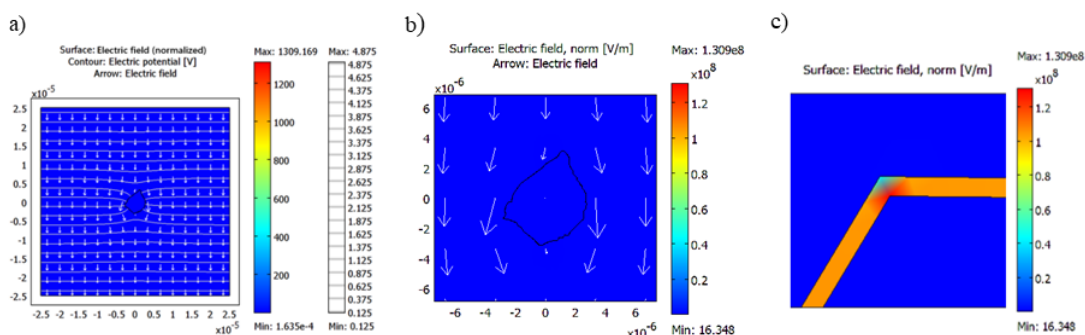 a)
Surface: Electric field (normalized)
Contour: Electric potential [V]
Arrow: Electric field
Max: 1309.169
Max: 4.875
x10⁻⁵
2.5
2
1.5
1
0.5
0
-0.5
-1
-1.5
-2
-2.5
-2.5 -2 -1.5 -1 -0.5 0 0.5 1 1.5 2 2.5
x10⁻⁵
1200
1000
800
600
400
200
Min: 1.635e-4
4.875
4.625
4.375
4.125
3.875
3.625
3.375
3.125
2.875
2.625
2.375
2.125
1.875
1.625
1.375
1.125
0.875
0.625
0.375
0.125
Min: 0.125
b)
Surface: Electric field, norm [V/m]
Arrow: Electric field
Max: 1.309e8
x10⁻⁶
x10⁸
6
4
2
0
-2
-4
-6
-6 -4 -2 0 2 4 6
x10⁻⁶
1.2
1
0.8
0.6
0.4
0.2
Min: 16.348
c)
Surface: Electric field, norm [V/m]
Max: 1.309e8
x10⁸
1.2
1
0.8
0.6
0.4
0.2
Min: 16.348